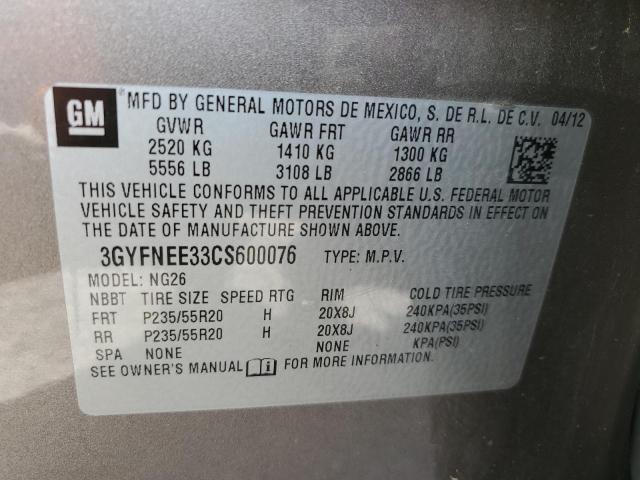 GM MFD BY GENERAL MOTORS DE MEXICO, S. DE R.L. DE C.V. 04/12
GVWR GAWR FRT GAWR RR
2520 KG 1410 KG 1300 KG
5556 LB 3108 LB 2866 LB
THIS VEHICLE CONFORMS TO ALL APPLICABLE U.S. FEDERAL MOTOR
VEHICLE SAFETY AND THEFT PREVENTION STANDARDS IN EFFECT ON
THE DATE OF MANUFACTURE SHOWN ABOVE.
3GYFNEE33CS600076 TYPE: M.P.V.
MODEL: NG26
NBBT TIRE SIZE SPEED RTG RIM COLD TIRE PRESSURE
FRT P235/55R20 H 20X8J 240KPA(35PSI)
RR P235/55R20 H 20X8J 240KPA(35PSI)
SPA NONE NONE KPA(PSI)
SEE OWNER'S MANUAL FOR MORE INFORMATION.